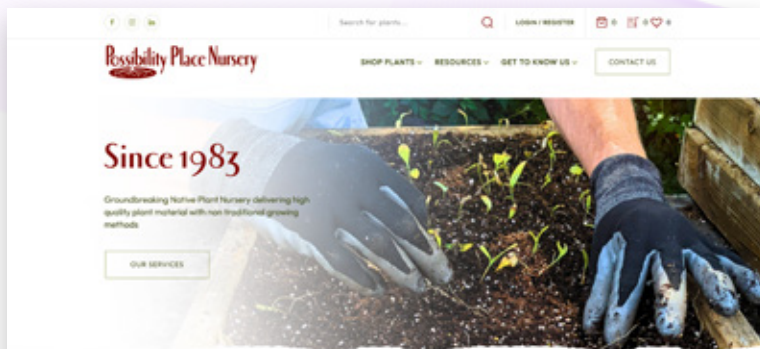 Search for plants...
LOGIN / REGISTER
0
0
0
Possibility Place Nursery
SHOP PLANTS
RESOURCES
GET TO KNOW US
CONTACT US
Since 1983
Groundbreaking Native Plant Nursery delivering high
quality plant material with non traditional growing
methods
OUR SERVICES